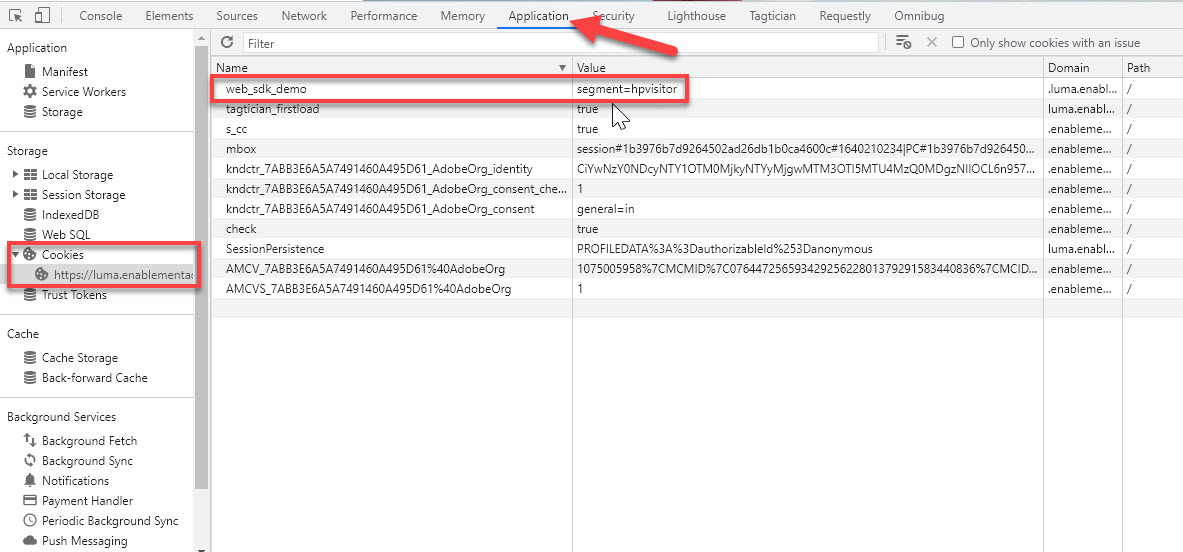 Console Elements Sources Network Performance Memory Application Security Lighthouse Tagtician Requestly Omnibug
Application
Manifest
Service Workers
Storage
Storage
Local Storage
Session Storage
IndexedDB
Web SQL
Cookies
https://luma.enablementac
Trust Tokens
Cache
Cache Storage
Back-forward Cache
Background Services
Background Fetch
Background Sync
Notifications
Payment Handler
Periodic Background Sync
Push Messaging
Filter Only show cookies with an issue
Name Value Domain Path
web_sdk_demo segment=hpvisitor .luma.enabl... /
tagtician_firstload true luma.enabl... /
s_cc true .enableme... /
mbox session#1b3976b7d9264502ad26db1b0ca4600c#1640210234|PC#1b3976b7d926450... .enableme... /
kndctr_7ABB3E6A5A7491460A495D61_AdobeOrg_identity .enableme... /
kndctr_7ABB3E6A5A7491460A495D61_AdobeOrg_consent_che... 1 .enableme... /
kndctr_7ABB3E6A5A7491460A495D61_AdobeOrg_consent general=in .enableme... /
check true .enableme... /
SessionPersistence PROFILEDATA%3A%3DauthorizableId%253Danonymous luma.enabl... /
AMCV_7ABB3E6A5A7491460A495D61%40AdobeOrg 1075005958%7CMCMID%7C07644725659342925622801379291583440836%7CMCID... .enableme... /
AMCVS_7ABB3E6A5A7491460A495D61%40AdobeOrg 1 .enableme... /